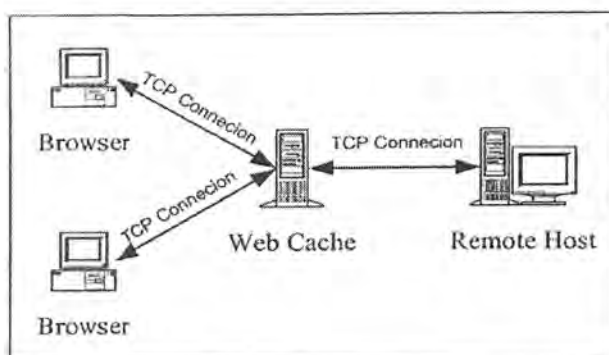 TCP Connecion
Browser
TCP Connecion
TCP Connecion
Web Cache
Remote Host
Browser